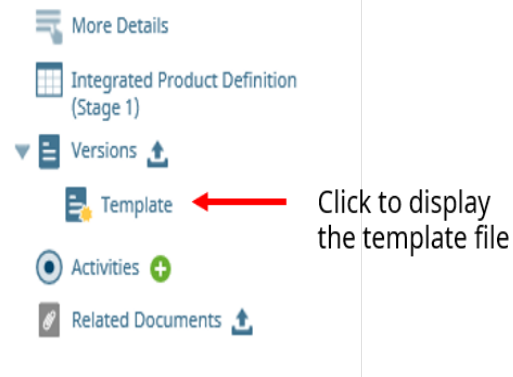 More Details
Integrated Product Definition
(Stage 1)
Versions
Template
Click to display
the template file
Activities
Related Documents